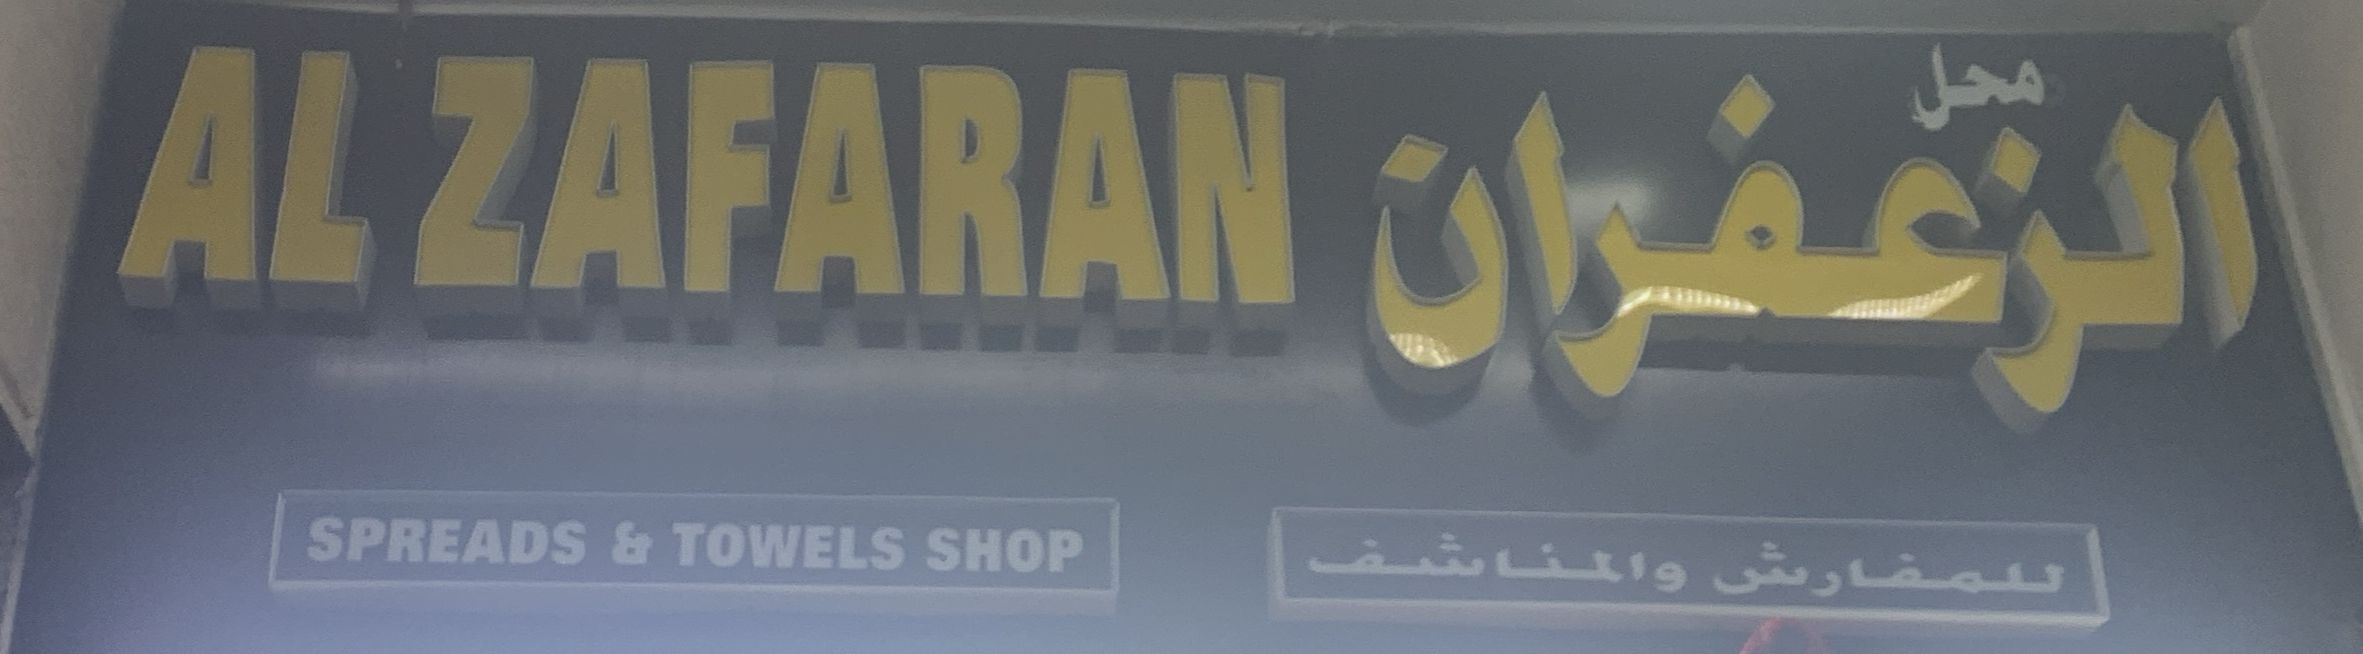 AL ZAFARAN
محل
الزعفران
SPREADS & TOWELS SHOP
للمفارش والمناشف